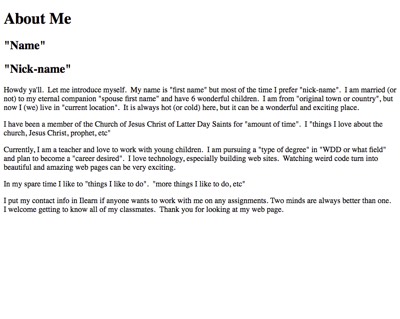 About Me
"Name"
"Nick-name"
Howdy ya'll. Let me introduce myself. My name is "first name" but most of the time I prefer "nick-name". I am married (or
not) to my eternal companion "spouse first name" and have 6 wonderful children. I am from "original town or country", but
now I (we) live in "current location". It is always hot (or cold) here, but it can be a wonderful and exciting place.
I have been a member of the Church of Jesus Christ of Latter Day Saints for "amount of time". I "things I love about the
church, Jesus Christ, prophet, etc"
Currently, I am a teacher and love to work with young children. I am pursuing a "type of degree" in "WDD or what field"
and plan to become a "career desired". I love technology, especially building web sites. Watching weird code turn into
beautiful and amazing web pages can be very exciting.
In my spare time I like to "things I like to do". "more things I like to do, etc"
I put my contact info in Ilearn if anyone wants to work with me on any assignments. Two minds are always better than one.
I welcome getting to know all of my classmates. Thank you for looking at my web page.